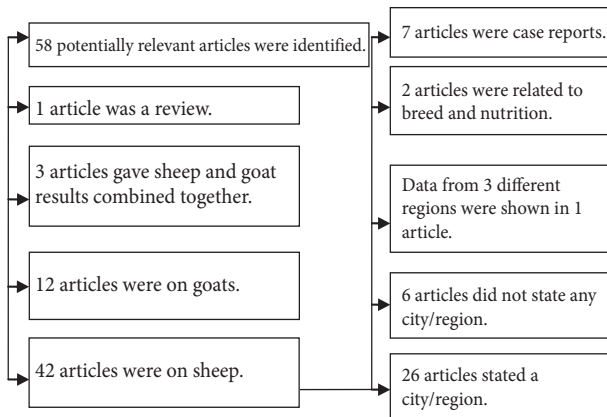 58 potentially relevant articles were identified.
1 article was a review.
3 articles gave sheep and goat
results combined together.
12 articles were on goats.
42 articles were on sheep.
7 articles were case reports.
2 articles were related to
breed and nutrition.
Data from 3 different
regions were shown in 1
article.
6 articles did not state any
city/region.
26 articles stated a
city/region.